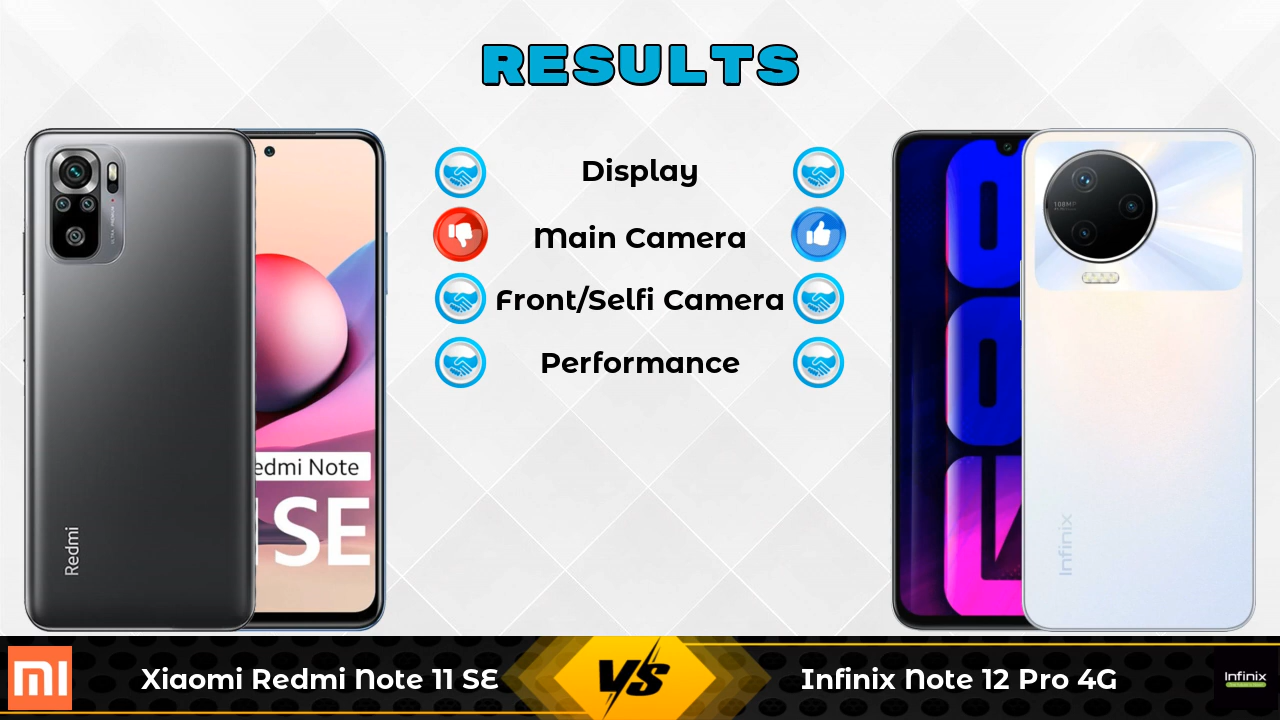 RESULTS
Display
Main Camera
Front/Selfi Camera
Performance
Redmi
edmi Note
SE
108MP
Infinix
Xiaomi Redmi Note 11 SE
VS
Infinix Note 12 Pro 4G
Infinix